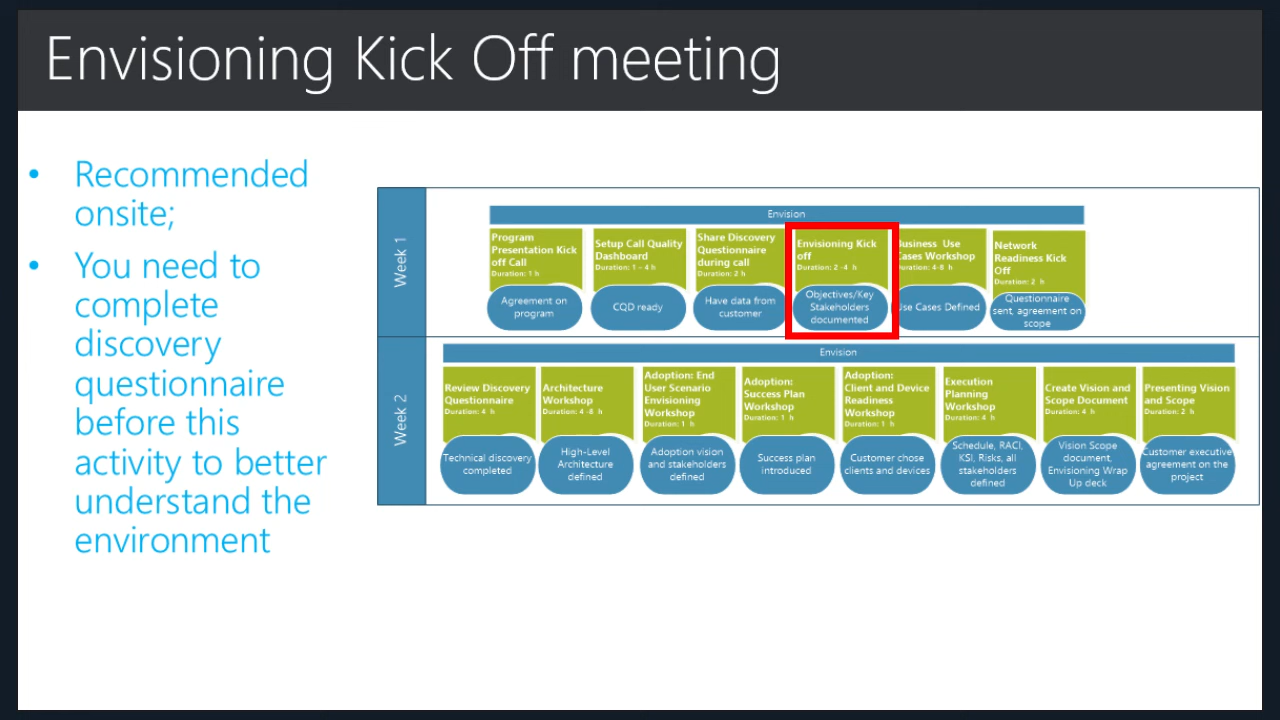 Envisioning Kick Off meeting
• Recommended
onsite;
• You need to
complete
discovery
questionnaire
before this
activity to better
understand the
environment
Week 1
Envision
Program
Presentation Kick
off Call
Duration: 1 h
Agreement on
program
Setup Call Quality
Dashboard
Duration: 1 – 4 h
CQD ready
Share Discovery
Questionnaire
during call
Duration: 2 h
Have data from
customer
Envisioning Kick
off
Duration: 2 -4 h
Objectives/Key
Stakeholders
documented
Business Use
Cases Workshop
Duration: 4-8 h
Use Cases Defined
Network
Readiness Kick
Off
Duration: 2 h
Questionnaire
sent, agreement on
scope
Week 2
Envision
Review Discovery
Questionnaire
Duration: 4 h
Technical discovery
completed
Architecture
Workshop
Duration: 4 -8 h
High-Level
Architecture
defined
Adoption: End
User Scenario
Envisioning
Workshop
Duration: 1 h
Adoption vision
and stakeholders
defined
Adoption:
Success Plan
Workshop
Duration: 1 h
Success plan
introduced
Adoption:
Client and Device
Readiness
Workshop
Duration: 1 h
Customer chose
clients and devices
Execution
Planning
Workshop
Duration: 4 h
Schedule, RACI,
KSI, Risks, all
stakeholders
defined
Create Vision and
Scope Document
Duration: 4 h
Vision Scope
document,
Envisioning Wrap
Up deck
Presenting Vision
and Scope
Duration: 2 h
Customer executive
agreement on the
project